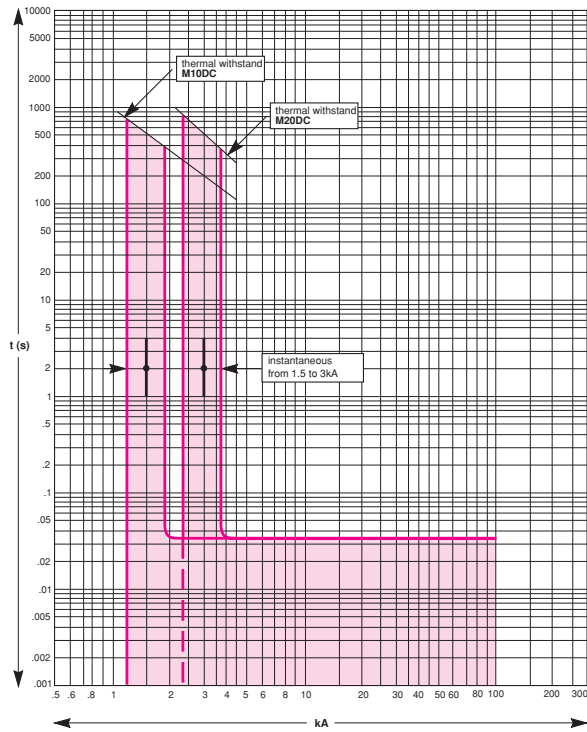 10000
5000
2000
thermal withstand
M10DC
1000
thermal withstand
M20DC
500
200
100
50
20
10
5
t (s)
2
instantaneous
from 1.5 to 3kA
1
.5
.2
.1
.05
.02
.01
.005
.002
.001
.5 .6 .8 1 2 3 4 5 6 8 10 20 30 40 50 60 80 100 200 300
kA